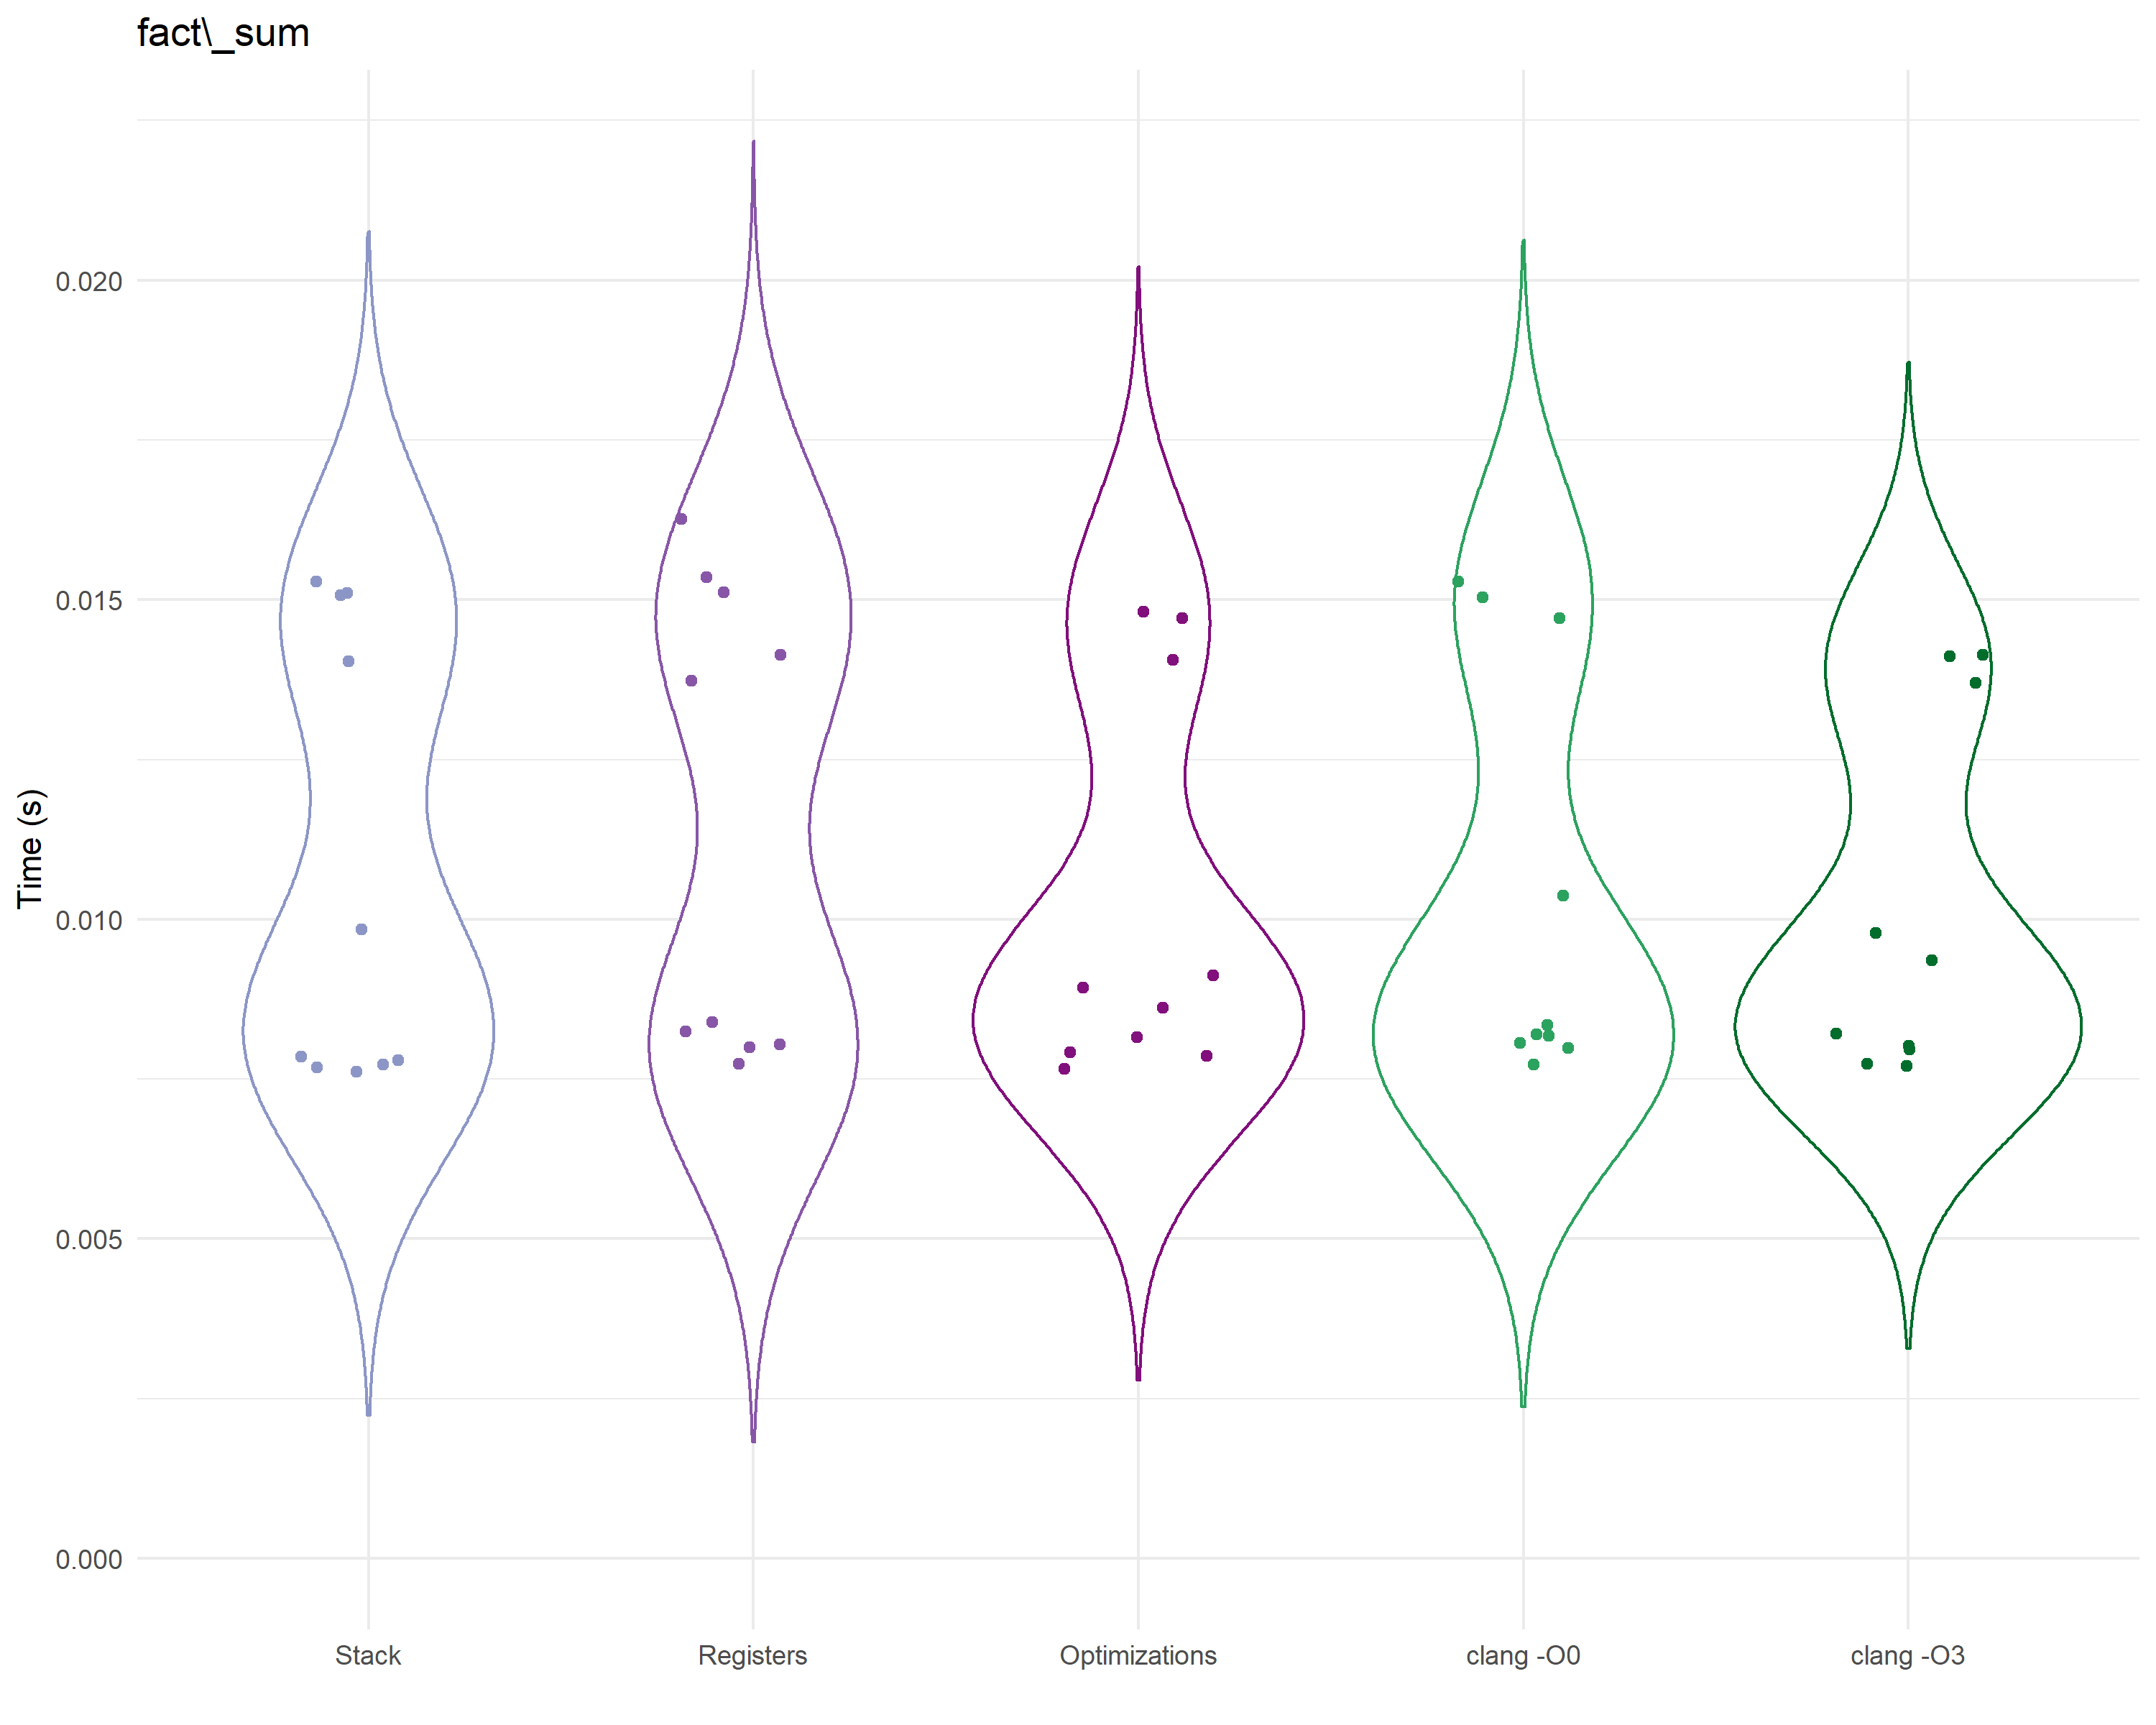 fact\_sum
Time (s)
0.020
0.015
0.010
0.005
0.000
Stack Registers Optimizations clang -O0 clang -O3